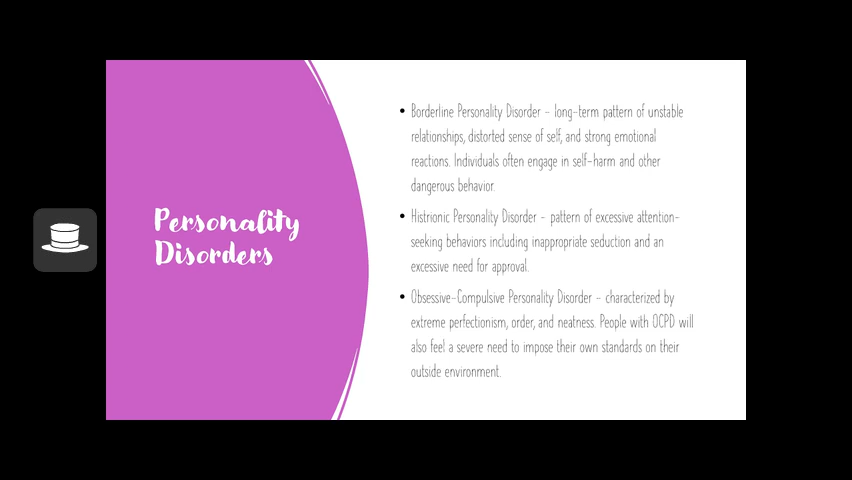 Personality
Disorders
• Borderline Personality Disorder – long-term pattern of unstable
relationships, distorted sense of self, and strong emotional
reactions. Individuals often engage in self-harm and other
dangerous behavior.
• Histrionic Personality Disorder – pattern of excessive attention-
seeking behaviors including inappropriate seduction and an
excessive need for approval.
• Obsessive-Compulsive Personality Disorder – characterized by
extreme perfectionism, order, and neatness. People with OCPD will
also feel a severe need to impose their own standards on their
outside environment.